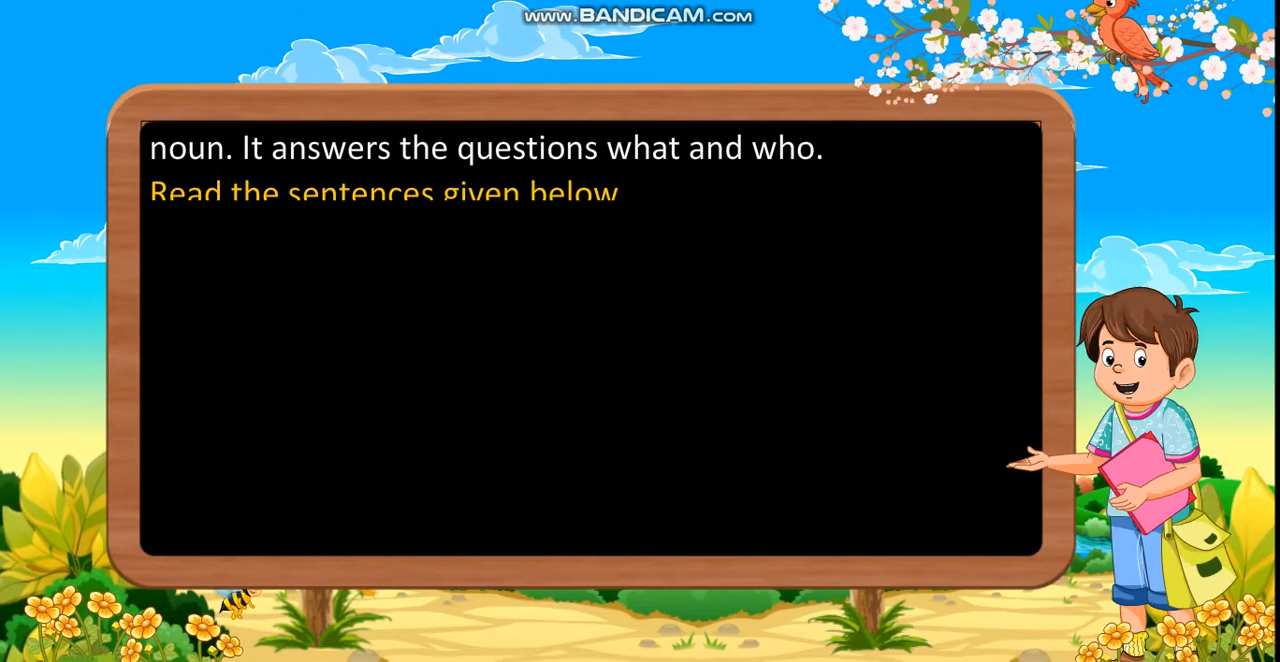 www.BANDICAM.com
noun. It answers the questions what and who.
Read the sentences given below